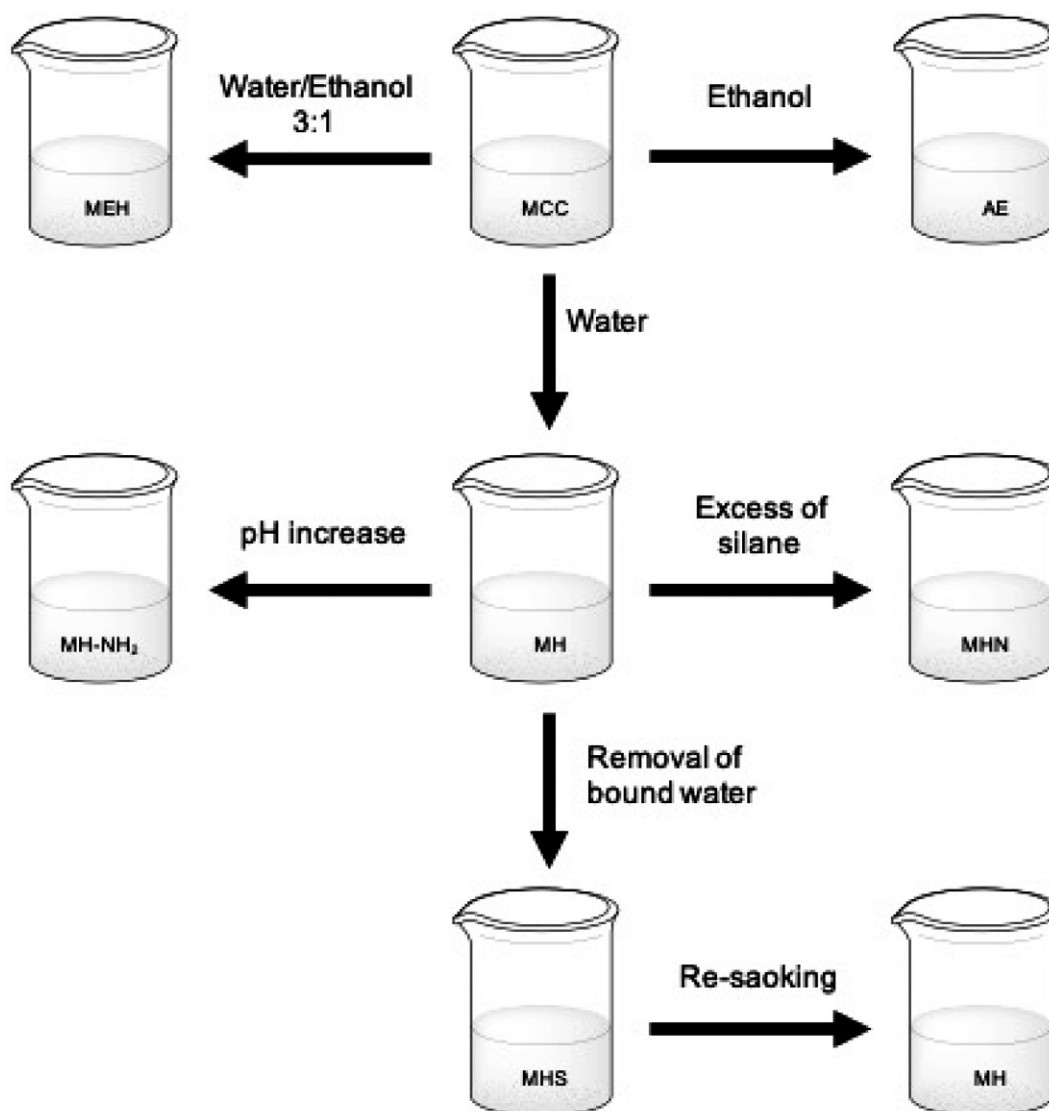 Water/Ethanol
3:1
Ethanol
MEH
MCC
AE
Water
pH increase
Excess of
silane
MH-NH₂
MH
MHN
Removal of
bound water
Re-saoking
MHS
MH